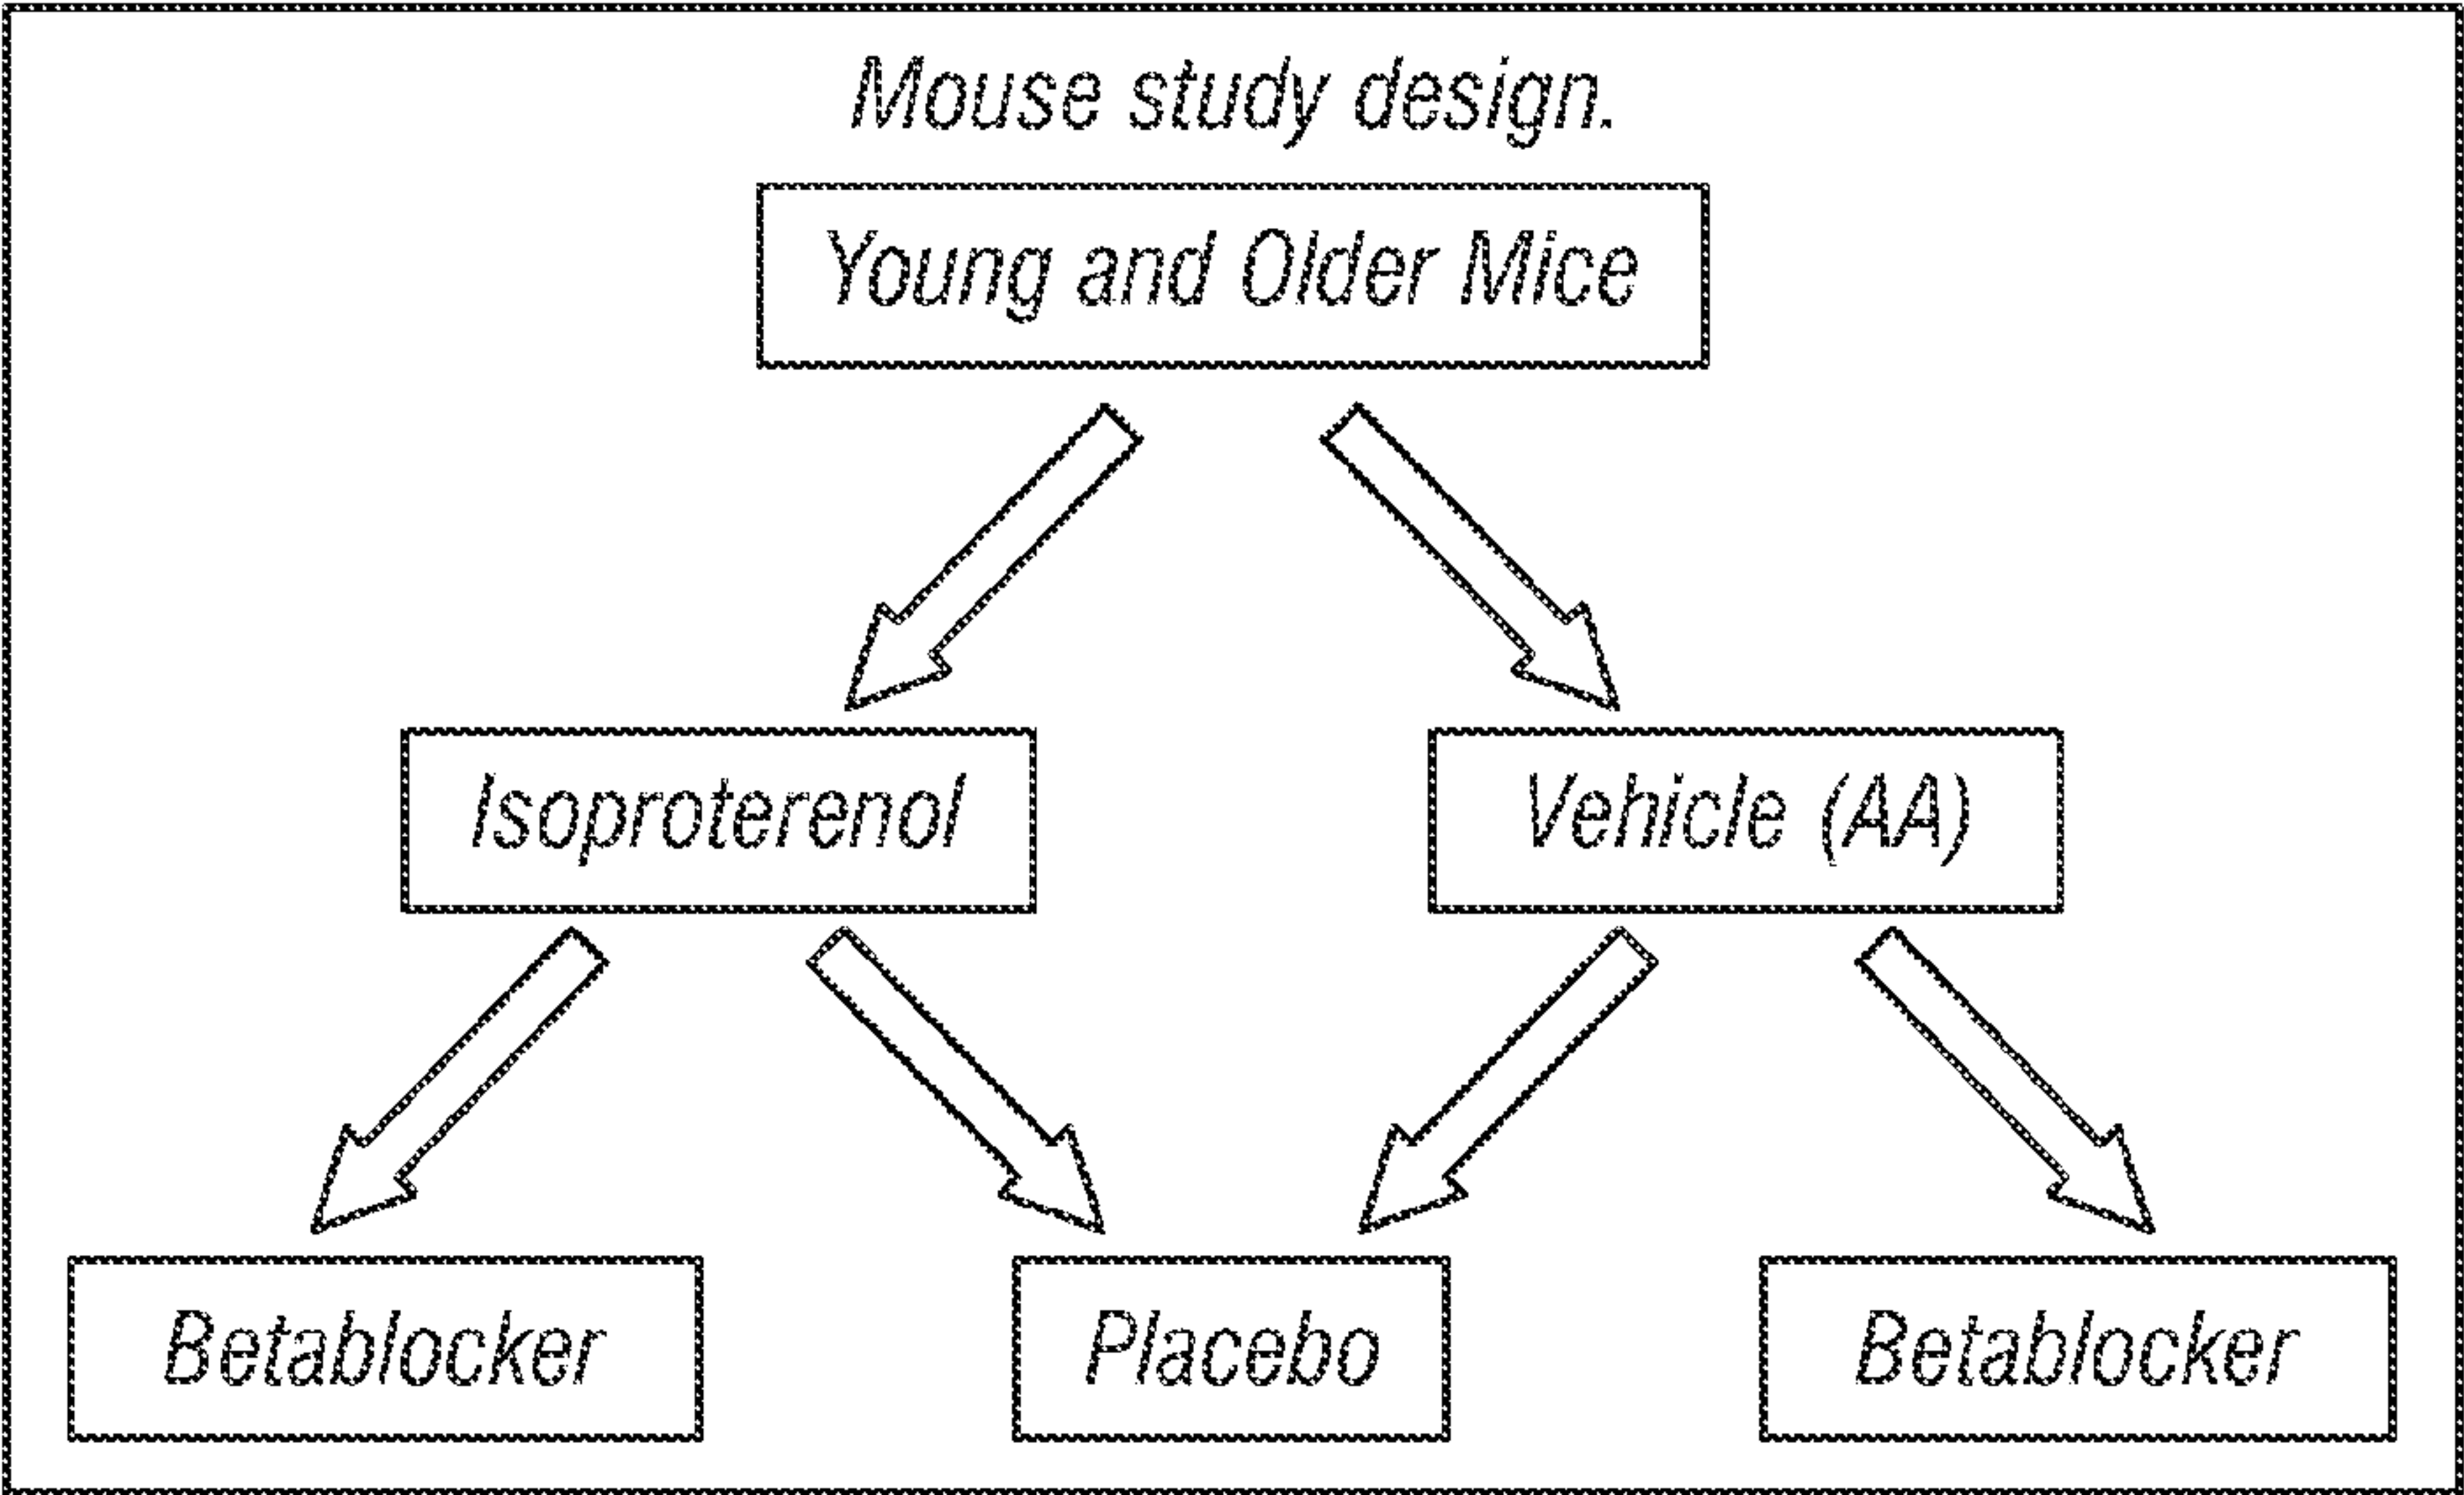 Mouse study design.
Young and Older Mice
Isoproterenol
Vehicle (AA)
Betablocker
Placebo
Betablocker